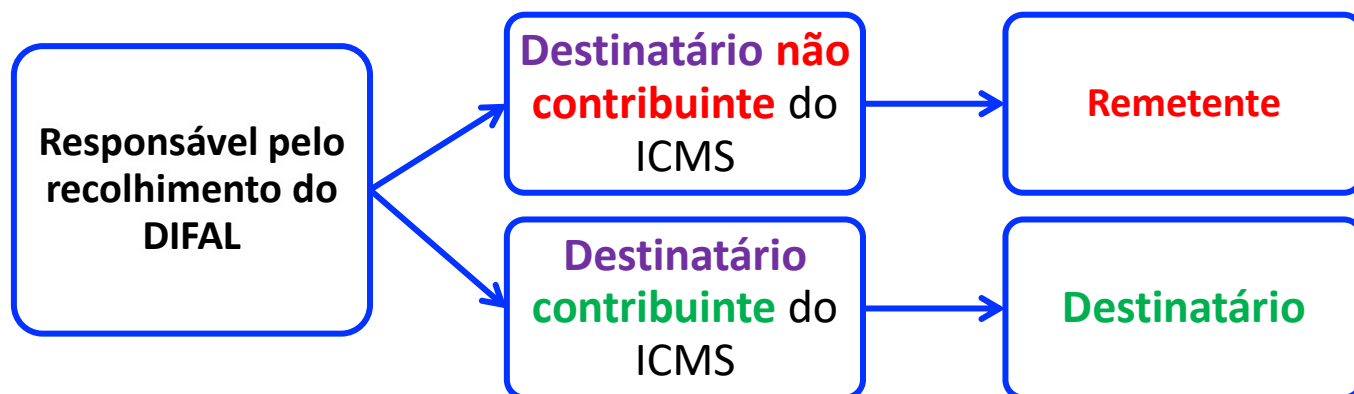 Responsável pelo
recolhimento do
DIFAL
Destinatário não
contribuinte do
ICMS
Remetente
Destinatário
contribuinte do
ICMS
Destinatário